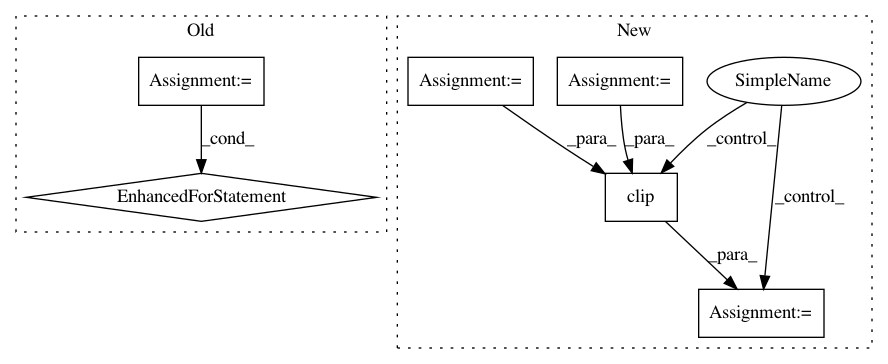 Old
New
Assignment:=
Assignment:=
Assignment:=
SimpleName
_cond_
_para_
_para_
_control_
EnhancedForStatement
clip
_control_
_para_
Assignment:=